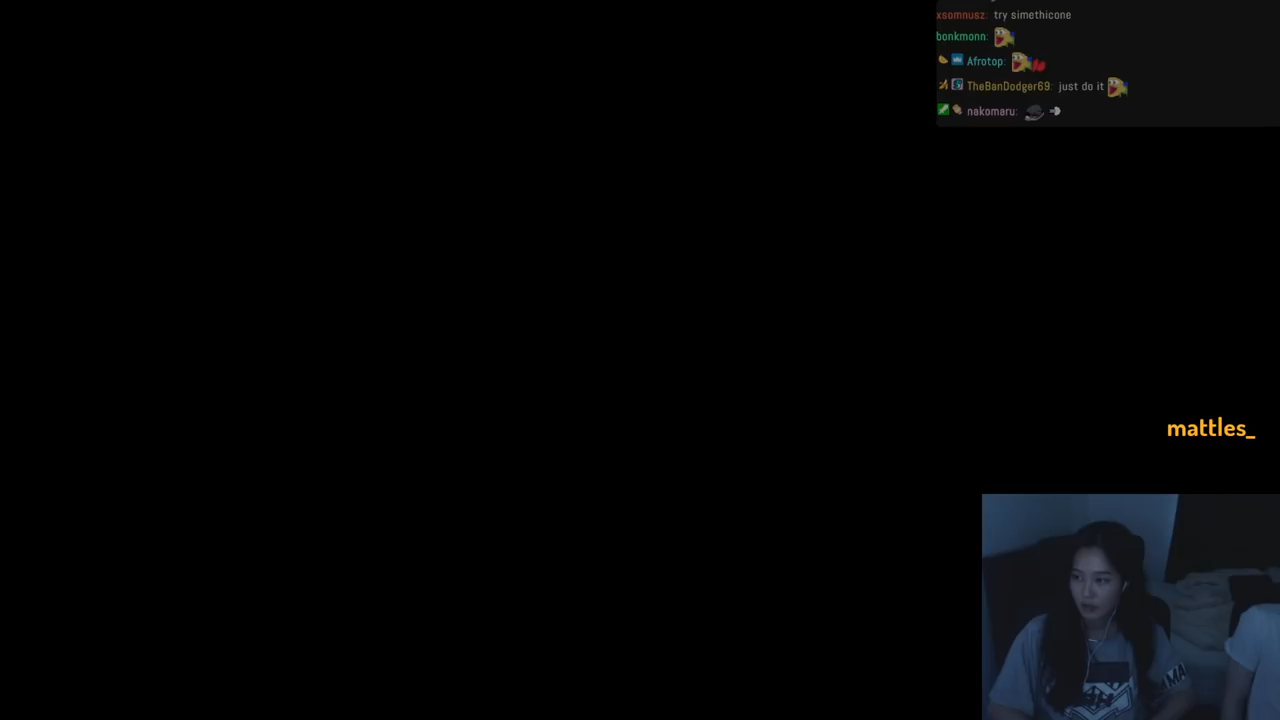 xsomnusz: try simethicone
bonkmonn:
Afrotop:
TheBanDodger69: just do it
nakomaru:
mattles_